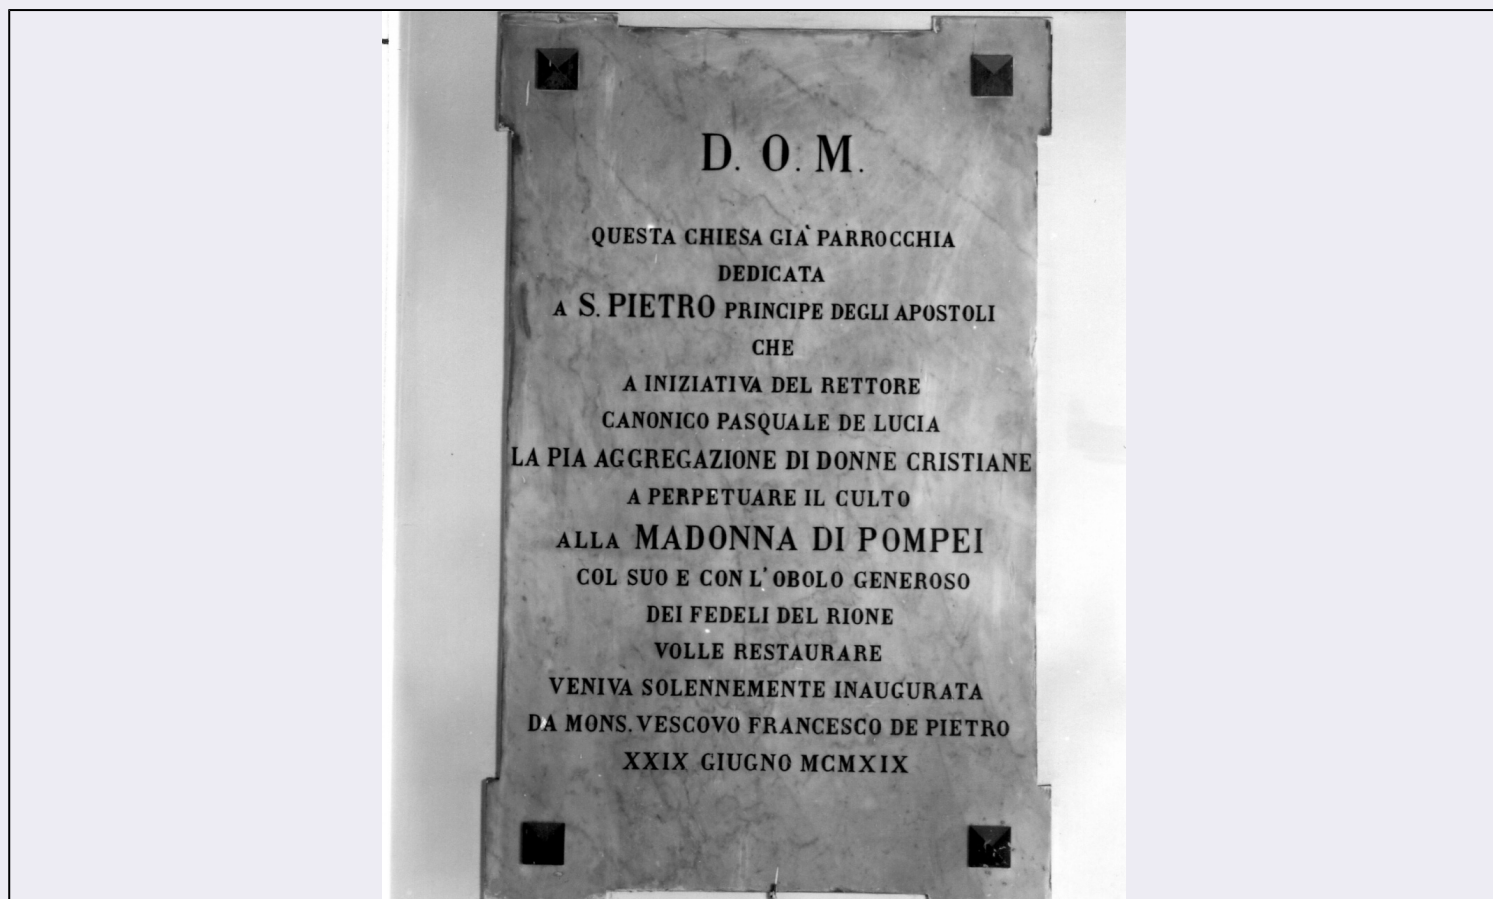 D. O. M.
QUESTA CHIESA GIÀ PARROCCHIA
DEDICATA
A S. PIETRO PRINCIPE DEGLI APOSTOLI
CHE
A INIZIATIVA DEL RETTORE
CANONICO PASQUALE DE LUCIA
LA PIA AGGREGAZIONE DI DONNE CRISTIANE
A PERPETUARE IL CULTO
ALLA MADONNA DI POMPEI
COL SUO E CON L'OBOLO GENEROSO
DEI FEDELI DEL RIONE
VOLLE RESTAURARE
VENIVA SOLENNEMENTE INAUGURATA
DA MONS. VESCOVO FRANCESCO DE PIETRO
XXIX GIUGNO MCMXIX